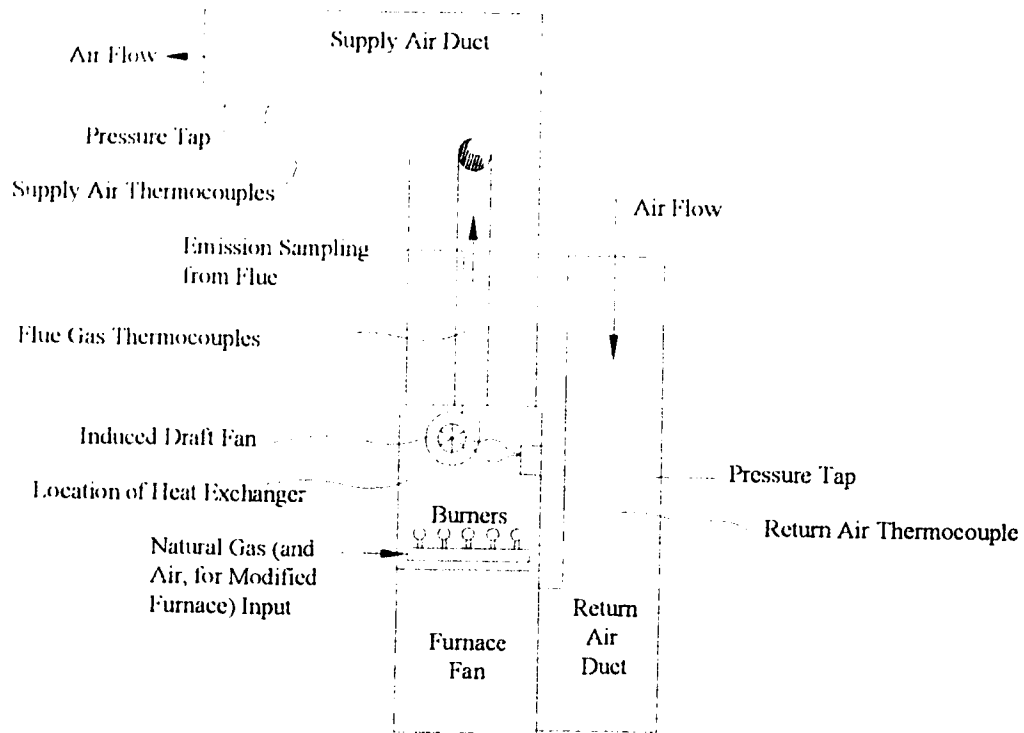 Supply Air Duct
Air Flow
Pressure Tap
Supply Air Thermocouples
Air Flow
Emission Sampling
from Flue
Flue Gas Thermocouples
Induced Draft Fan
Pressure Tap
Location of Heat Exchanger
Burners
Return Air Thermocouple
Natural Gas (and
Air, for Modified
Furnace) Input
Return
Air
Duct
Furnace
Fan